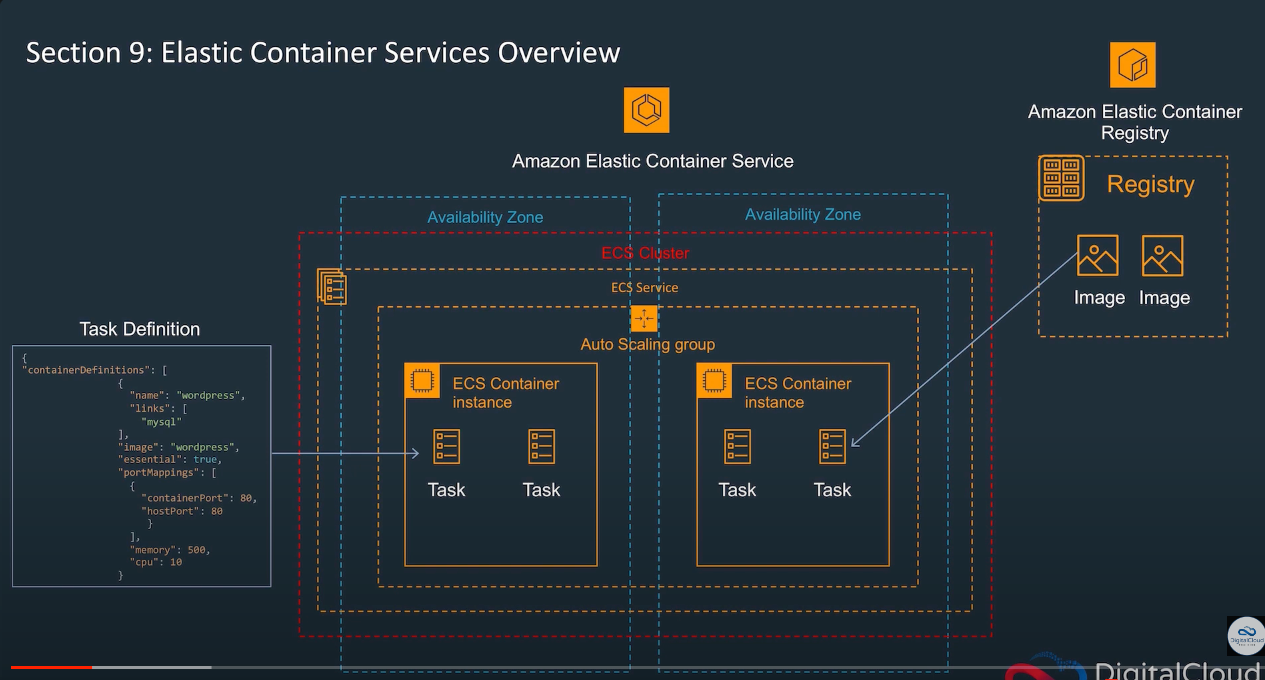 Section 9: Elastic Container Services Overview
Amazon Elastic Container Service
Amazon Elastic Container
Registry
Registry
Image
Image
Availability Zone
Availability Zone
ECS Cluster
ECS Service
Auto Scaling group
ECS Container
instance
Task
Task
ECS Container
instance
Task
Task
Task Definition
{
"containerDefinitions": [
{
"name": "wordpress",
"links": [
"mysql"
],
"image": "wordpress",
"essential": true,
"portMappings": [
{
"containerPort": 80,
"hostPort": 80
}
],
"memory": 500,
"cpu": 10
}
DigitalCloud
DigitalCloud